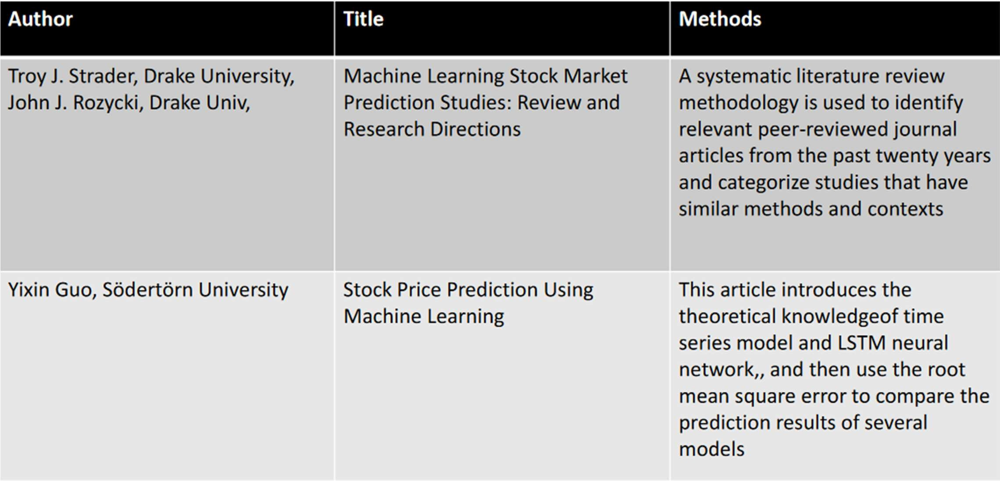 Author
Title
Methods
Troy J. Strader, Drake University,
John J. Rozycki, Drake Univ,
Machine Learning Stock Market
Prediction Studies: Review and
Research Directions
A systematic literature review
methodology is used to identify
relevant peer-reviewed journal
articles from the past twenty years
and categorize studies that have
similar methods and contexts
Yixin Guo, Södertörn University
Stock Price Prediction Using
Machine Learning
This article introduces the
theoretical knowledgeof time
series model and LSTM neural
network,, and then use the root
mean square error to compare the
prediction results of several
models